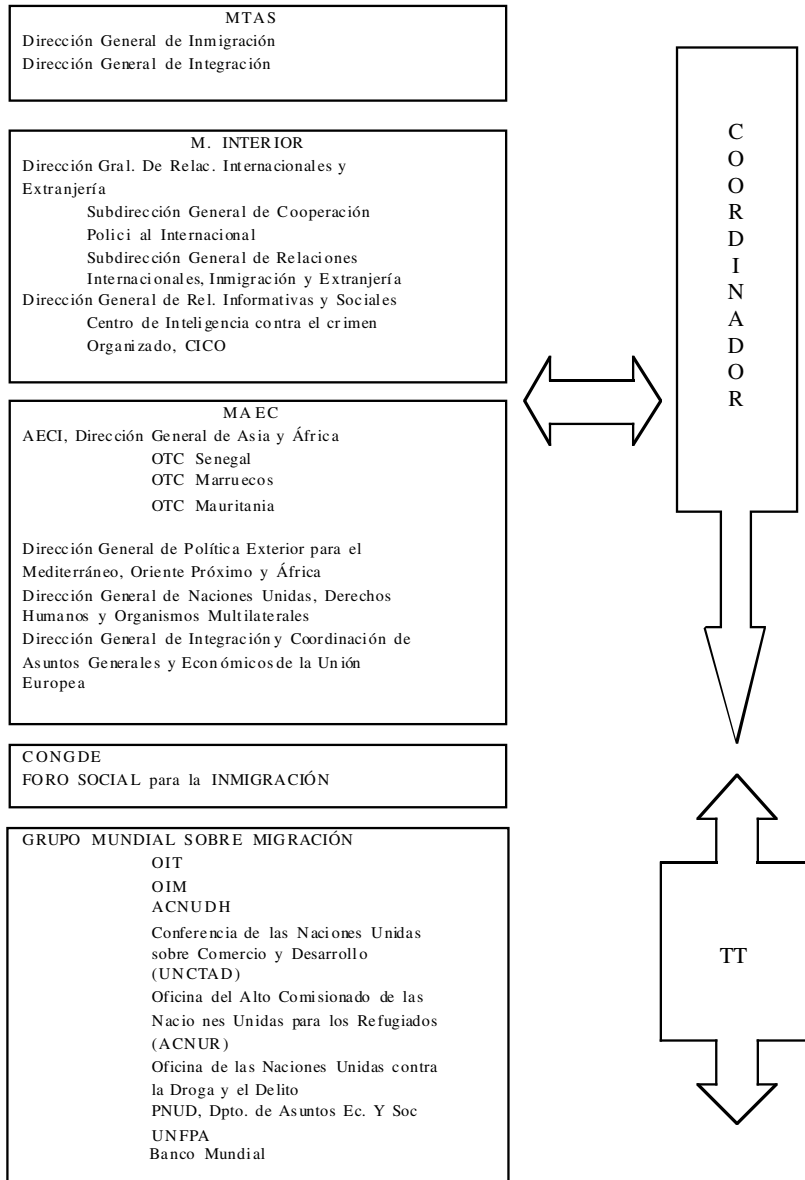 MTAS
Dirección General de Inmigración
Dirección General de Integración
M. INTERIOR
Dirección Gral. De Relac. Internacionales y
Extranjería
Subdirección General de Cooperación
Polici al Internacional
Subdirección General de Relaciones
Internacionales, Inmigración y Extranjería
Dirección General de Rel. Informativas y Sociales
Centro de Inteligencia contra el crimen
Organizado, CICO
MAEC
AECI, Dirección General de Asia y África
OTC Senegal
OTC Marruecos
OTC Mauritania
Dirección General de Política Exterior para el
Mediterráneo, Oriente Próximo y África
Dirección General de Naciones Unidas, Derechos
Humanos y Organismos Multilaterales
Dirección General de Integración y Coordinación de
Asuntos Generales y Económicos de la Unión
Europea
CONGDE
FORO SOCIAL para la INMIGRACIÓN
GRUPO MUNDIAL SOBRE MIGRACIÓN
OIT
OIM
ACNUDH
Conferencia de las Naciones Unidas
sobre Comercio y Desarrollo
(UNCTAD)
Oficina del Alto Comisionado de las
Nacio nes Unidas para los Refugiados
(ACNUR)
Oficina de las Naciones Unidas contra
la Droga y el Delito
PNUD, Dpto. de Asuntos Ec. Y Soc
UNFPA
Banco Mundial
C
O
O
R
D
I
N
A
D
O
R
TT